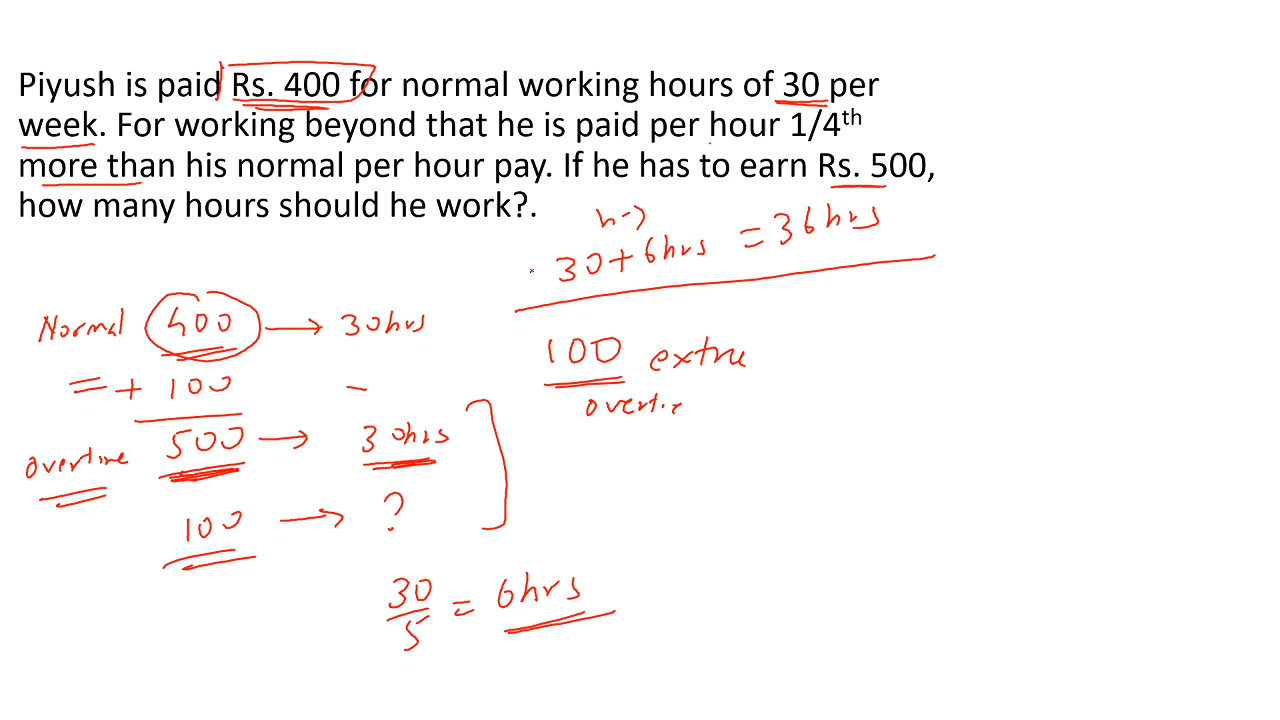 Piyush is paid Rs. 400 for normal working hours of 30 per
week. For working beyond that he is paid per hour 1/4th
more than his normal per hour pay. If he has to earn Rs. 500,
how many hours should he work?.
h→
30+6hrs = 36hrs
Normal 400 → 30hrs
= + 100 -
overtime 500 → 30hrs
100 → ?
30/5 = 6hrs
100 extra